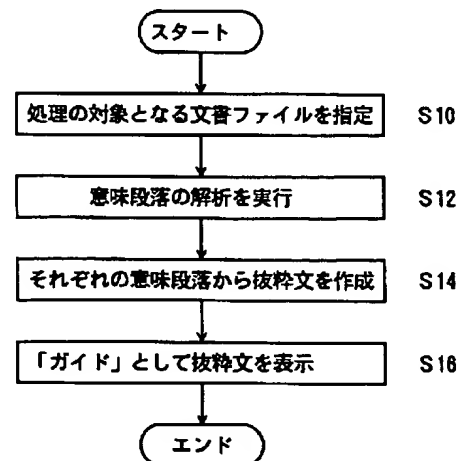 スタート
処理の対象となる文書ファイルを指定 S10
意味段落の解析を実行 S12
それぞれの意味段落から抜粋文を作成 S14
「ガイド」として抜粋文を表示 S16
エンド